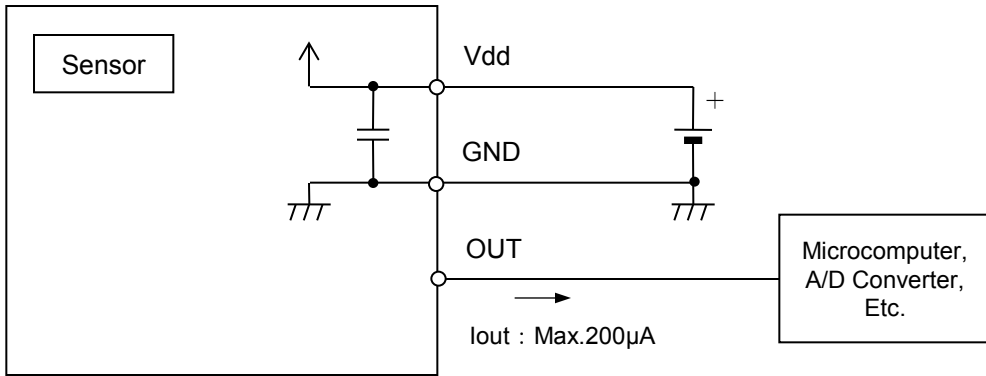 Sensor
Vdd
+
GND
OUT
Iout : Max.200µA
Microcomputer,
A/D Converter,
Etc.